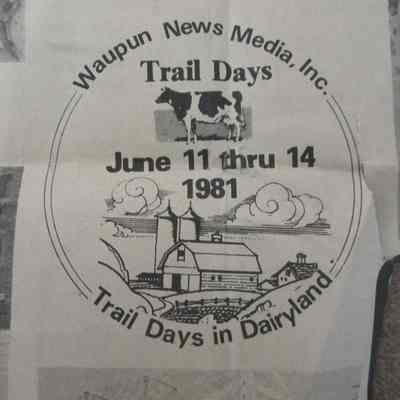 Waupun News Media, Inc.
Trail Days
June 11 thru 14
1981
Trail Days in Dairyland